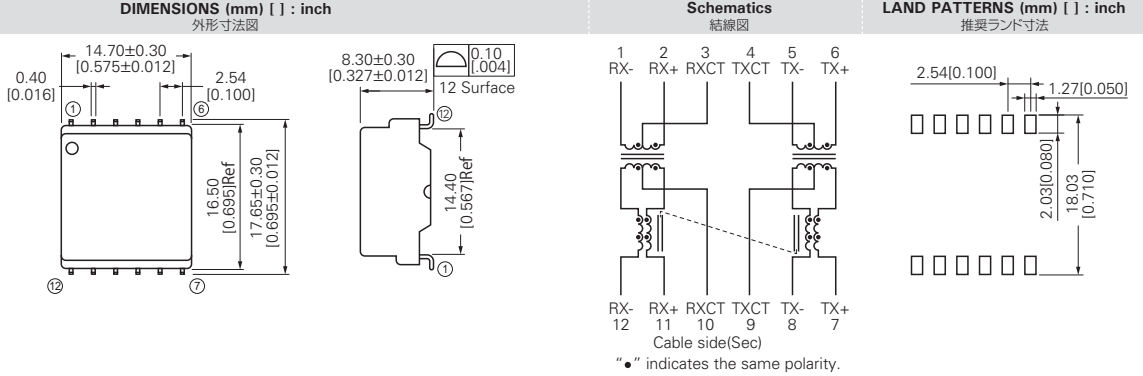 DIMENSIONS (mm) [ ] : inch
外形寸法図
14.70±0.30
[0.575±0.012]
0.40
[0.016]
2.54
[0.100]
①
⑥
16.50
[0.695]Ref
17.65±0.30
[0.695±0.012]
⑫
⑦
8.30±0.30
[0.327±0.012]
0.10
[.004]
12 Surface
⑫
14.40
[0.567]Ref
①
Schematics
結線図
1 2 3 4 5 6
RX- RX+ RXCT TXCT TX- TX+
RX- RX+ RXCT TXCT TX- TX+
12 11 10 9 8 7
Cable side(Sec)
“●” indicates the same polarity.
LAND PATTERNS (mm) [ ] : inch
推奨ランド寸法
2.54[0.100]
1.27[0.050]
2.03[0.080]
18.03
[0.710]